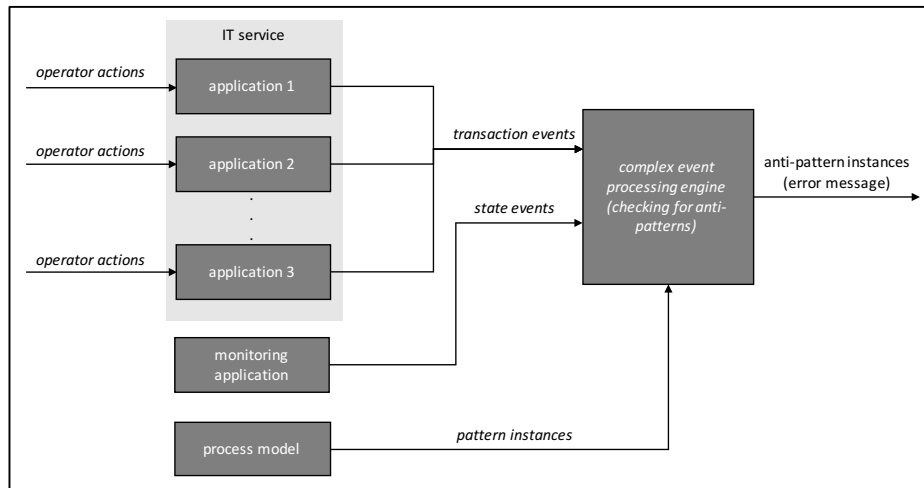 IT service
operator actions
application 1
operator actions
application 2
.
.
.
operator actions
application 3
transaction events
state events
complex event
processing engine
(checking for anti-
patterns)
anti-pattern instances
(error message)
monitoring
application
process model
pattern instances